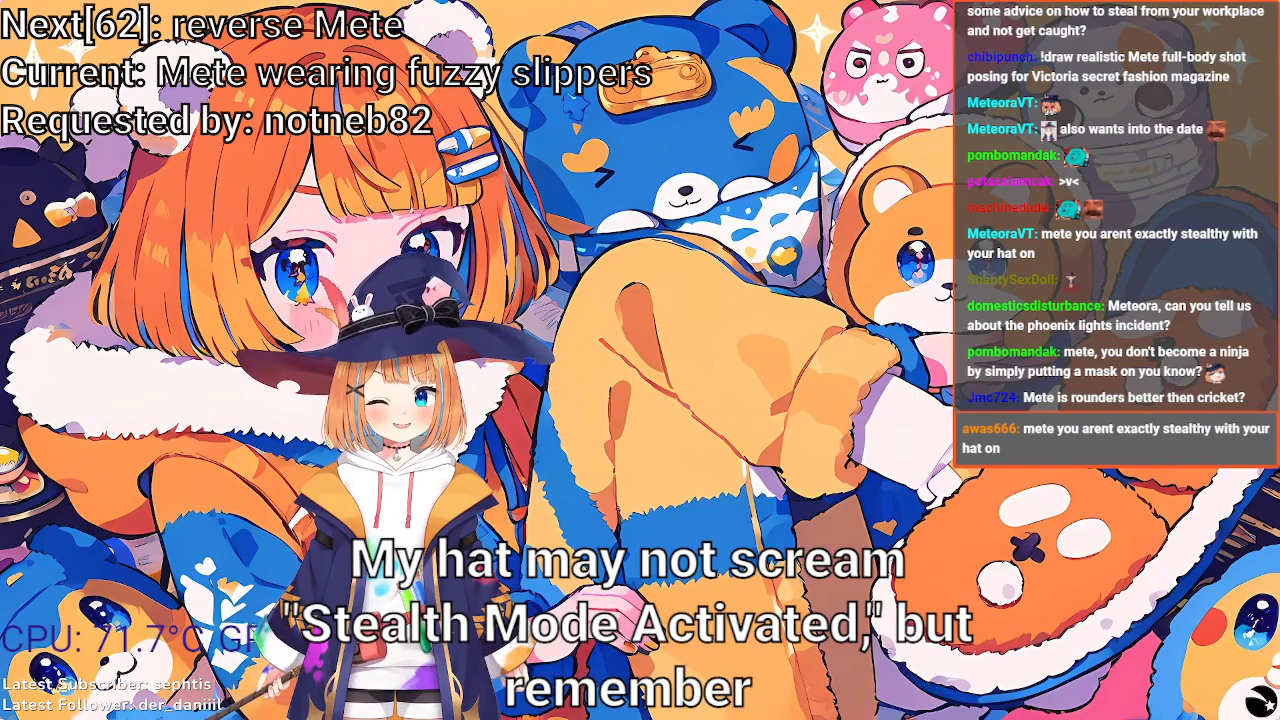 Next[62]: reverse Mete
Current: Mete wearing fuzzy slippers
Requested by: notneb82
some advice on how to steal from your workplace
and not get caught?
chibipunch: !draw realistic Mete full-body shot
posing for Victoria secret fashion magazine
MeteoraVT:
MeteoraVT: also wants into the date
pombomandak:
>v<
MeteoraVT: mete you arent exactly stealthy with
your hat on
ShantySexDoll:
domesticsdisturbance: Meteora, can you tell us
about the phoenix lights incident?
pombomandak: mete, you don't become a ninja
by simply putting a mask on you know?
Jmc724: Mete is rounders better then cricket?
awas666: mete you arent exactly stealthy with your
hat on
My hat may not scream
"Stealth Mode Activated," but
remember
CPU: 71.7°C
Latest Subscriber: sephtis
Latest Follower: der_daniiil